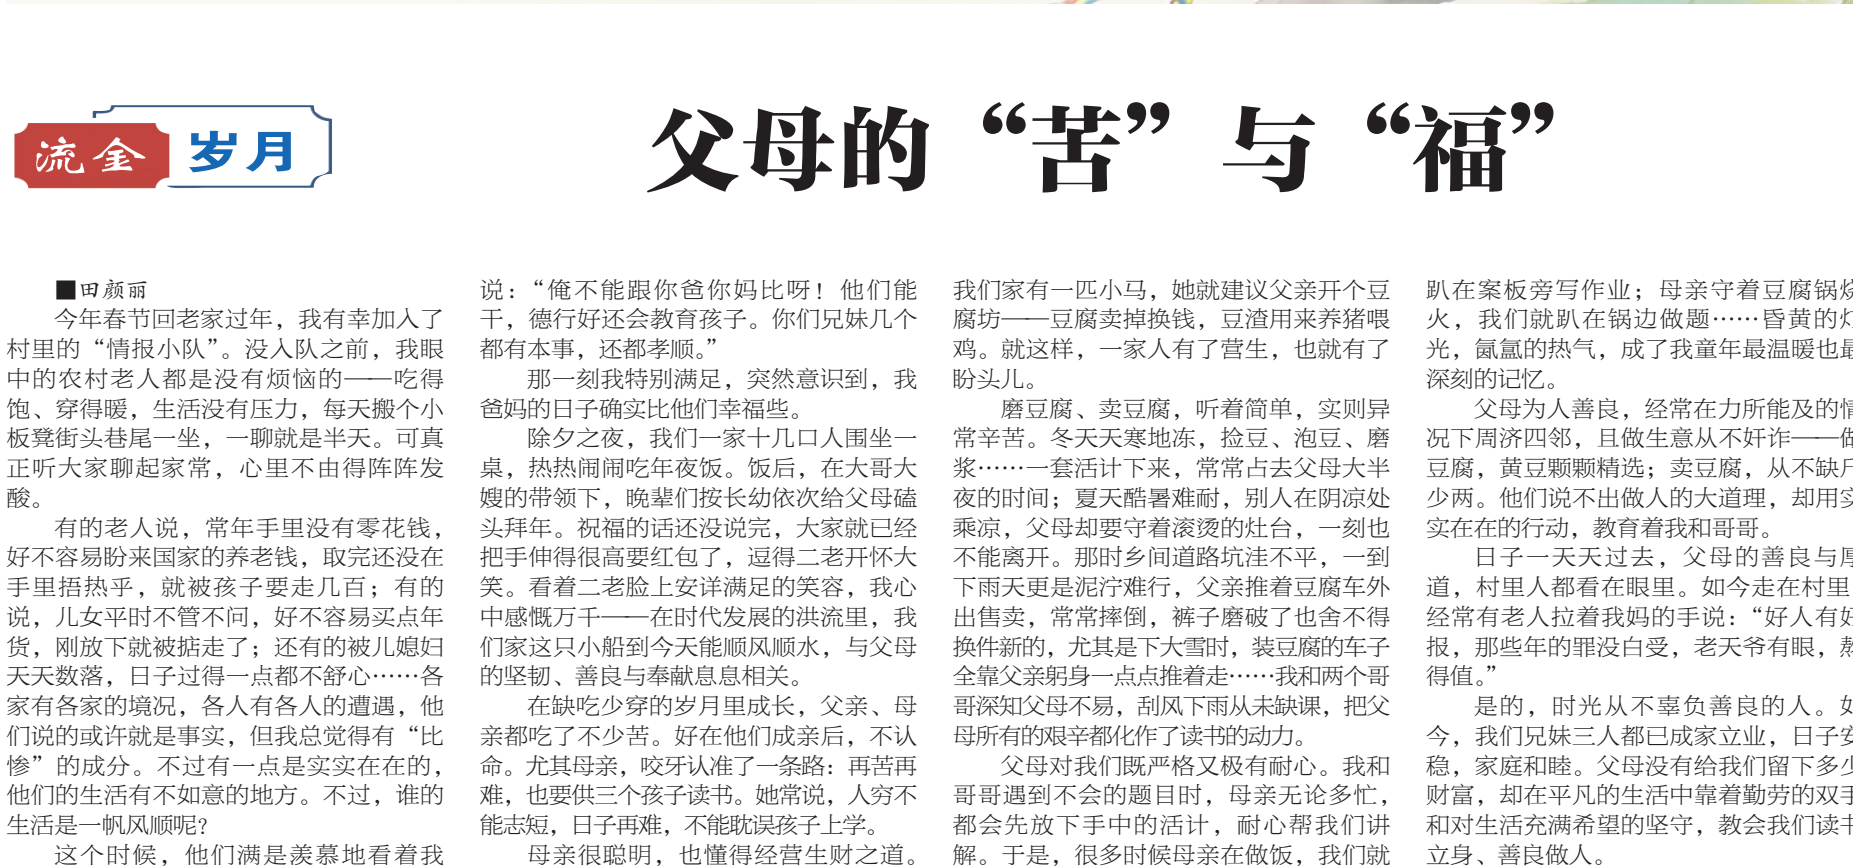 流金 岁月
父母的“苦”与“福”
■田颜丽
今年春节回老家过年，我有幸加入了
村里的“情报小队”。没入队之前，我眼
中的农村老人都是没有烦恼的——吃得
饱、穿得暖，生活没有压力，每天搬个小
板凳街头巷尾一坐，一聊就是半天。可真
正听大家聊起家常，心里不由得阵阵发
酸。
有的老人说，常年手里没有零花钱，
好不容易盼来国家的养老钱，取完还没在
手里捂热乎，就被孩子要走几百；有的
说，儿女平时不管不问，好不容易买点年
货，刚放下就被掂走了；还有的被儿媳妇
天天数落，日子过得一点都不舒心……各
家有各家的境况，各人有各人的遭遇，他
们说的或许就是事实，但我总觉得有“比
惨”的成分。不过有一点是实实在在的，
他们的生活有不如意的地方。不过，谁的
生活是一帆风顺呢？
这个时候，他们满是羡慕地看着我
说：“俺不能跟你爸你妈比呀！他们能
干，德行好还会教育孩子。你们兄妹几个
都有本事，还都孝顺。”
那一刻我特别满足，突然意识到，我
爸妈的日子确实比他们幸福些。
除夕之夜，我们一家十几口人围坐一
桌，热热闹闹吃年夜饭。饭后，在大哥大
嫂的带领下，晚辈们按长幼依次给父母磕
头拜年。祝福的话还没说完，大家就已经
把手伸得很高要红包了，逗得二老开怀大
笑。看着二老脸上安详满足的笑容，我心
中感慨万千——在时代发展的洪流里，我
们家这只小船到今天能顺风顺水，与父母
的坚韧、善良与奉献息息相关。
在缺吃少穿的岁月里成长，父亲、母
亲都吃了不少苦。好在他们成亲后，不认
命。尤其母亲，咬牙认准了一条路：再苦再
难，也要供三个孩子读书。她常说，人穷不
能志短，日子再难，不能耽误孩子上学。
母亲很聪明，也懂得经营生财之道。
我们家有一匹小马，她就建议父亲开个豆
腐坊——豆腐卖掉换钱，豆渣用来养猪喂
鸡。就这样，一家人有了营生，也就有了
盼头儿。
磨豆腐、卖豆腐，听着简单，实则异
常辛苦。冬天天寒地冻，捡豆、泡豆、磨
浆……一套活计下来，常常占去父母大半
夜的时间；夏天酷暑难耐，别人在阴凉处
乘凉，父母却要守着滚烫的灶台，一刻也
不能离开。那时乡间道路坑洼不平，一到
下雨天更是泥泞难行，父亲推着豆腐车外
出售卖，常常摔倒，裤子磨破了也舍不得
换件新的，尤其是下大雪时，装豆腐的车子
全靠父亲躬身一点点推着走……我和两个哥
哥深知父母不易，刮风下雨从未缺课，把父
母所有的艰辛都化作了读书的动力。
父母对我们既严格又极有耐心。我和
哥哥遇到不会的题目时，母亲无论多忙，
都会先放下手中的活计，耐心帮我们讲
解。于是，很多时候母亲在做饭，我们就
趴在案板旁写作业；母亲守着豆腐锅烧
火，我们就趴在锅边做题……昏黄的灯
光，氤氲的热气，成了我童年最温暖也最
深刻的记忆。
父母为人善良，经常在力所能及的情
况下周济四邻，且做生意从不奸诈——做
豆腐，黄豆颗颗精选；卖豆腐，从不缺斤
少两。他们说不出做人的大道理，却用实
实在在的行动，教育着我和哥哥。
日子一天天过去，父母的善良与厚
道，村里人都看在眼里。如今走在村里
经常有老人拉着我妈的手说：“好人有好
报，那些年的罪没白受，老天爷有眼，熬
得值。”
是的，时光从不辜负善良的人。如
今，我们兄妹三人都已成家立业，日子安
稳，家庭和睦。父母没有给我们留下多少
财富，却在平凡的生活中靠着勤劳的双手
和对生活充满希望的坚守，教会我们读书
立身、善良做人。